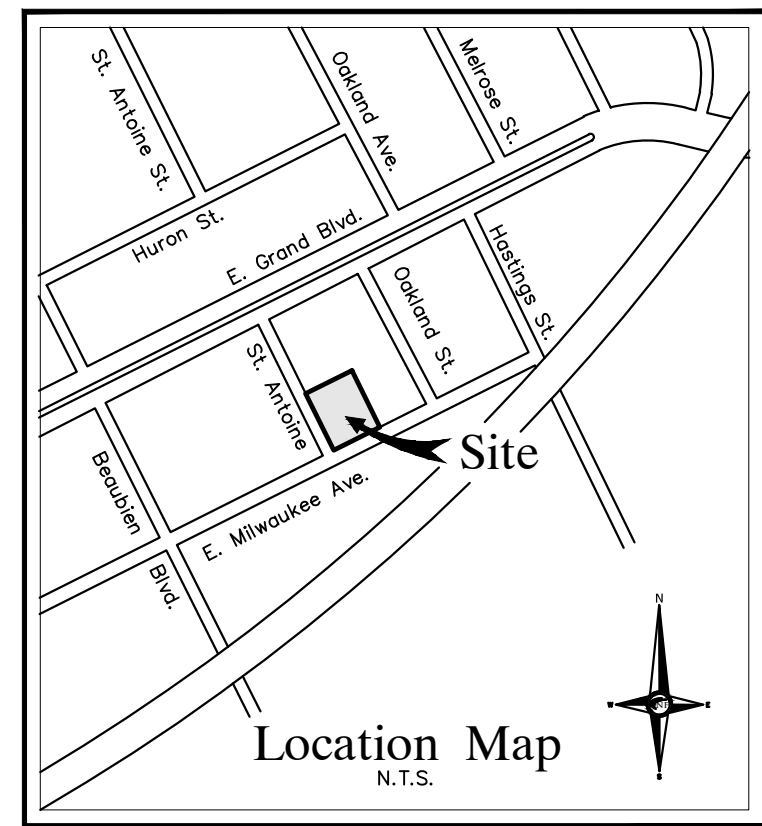 St. Antoine St.
Oakland Ave.
Melrose St.
Huron St.
E. Grand Blvd.
Hastings St.
Oakland St.
St. Antoine
Beaubien
Blvd.
E. Milwaukee Ave.
Site
N
W
E
S
Location Map
N.T.S.